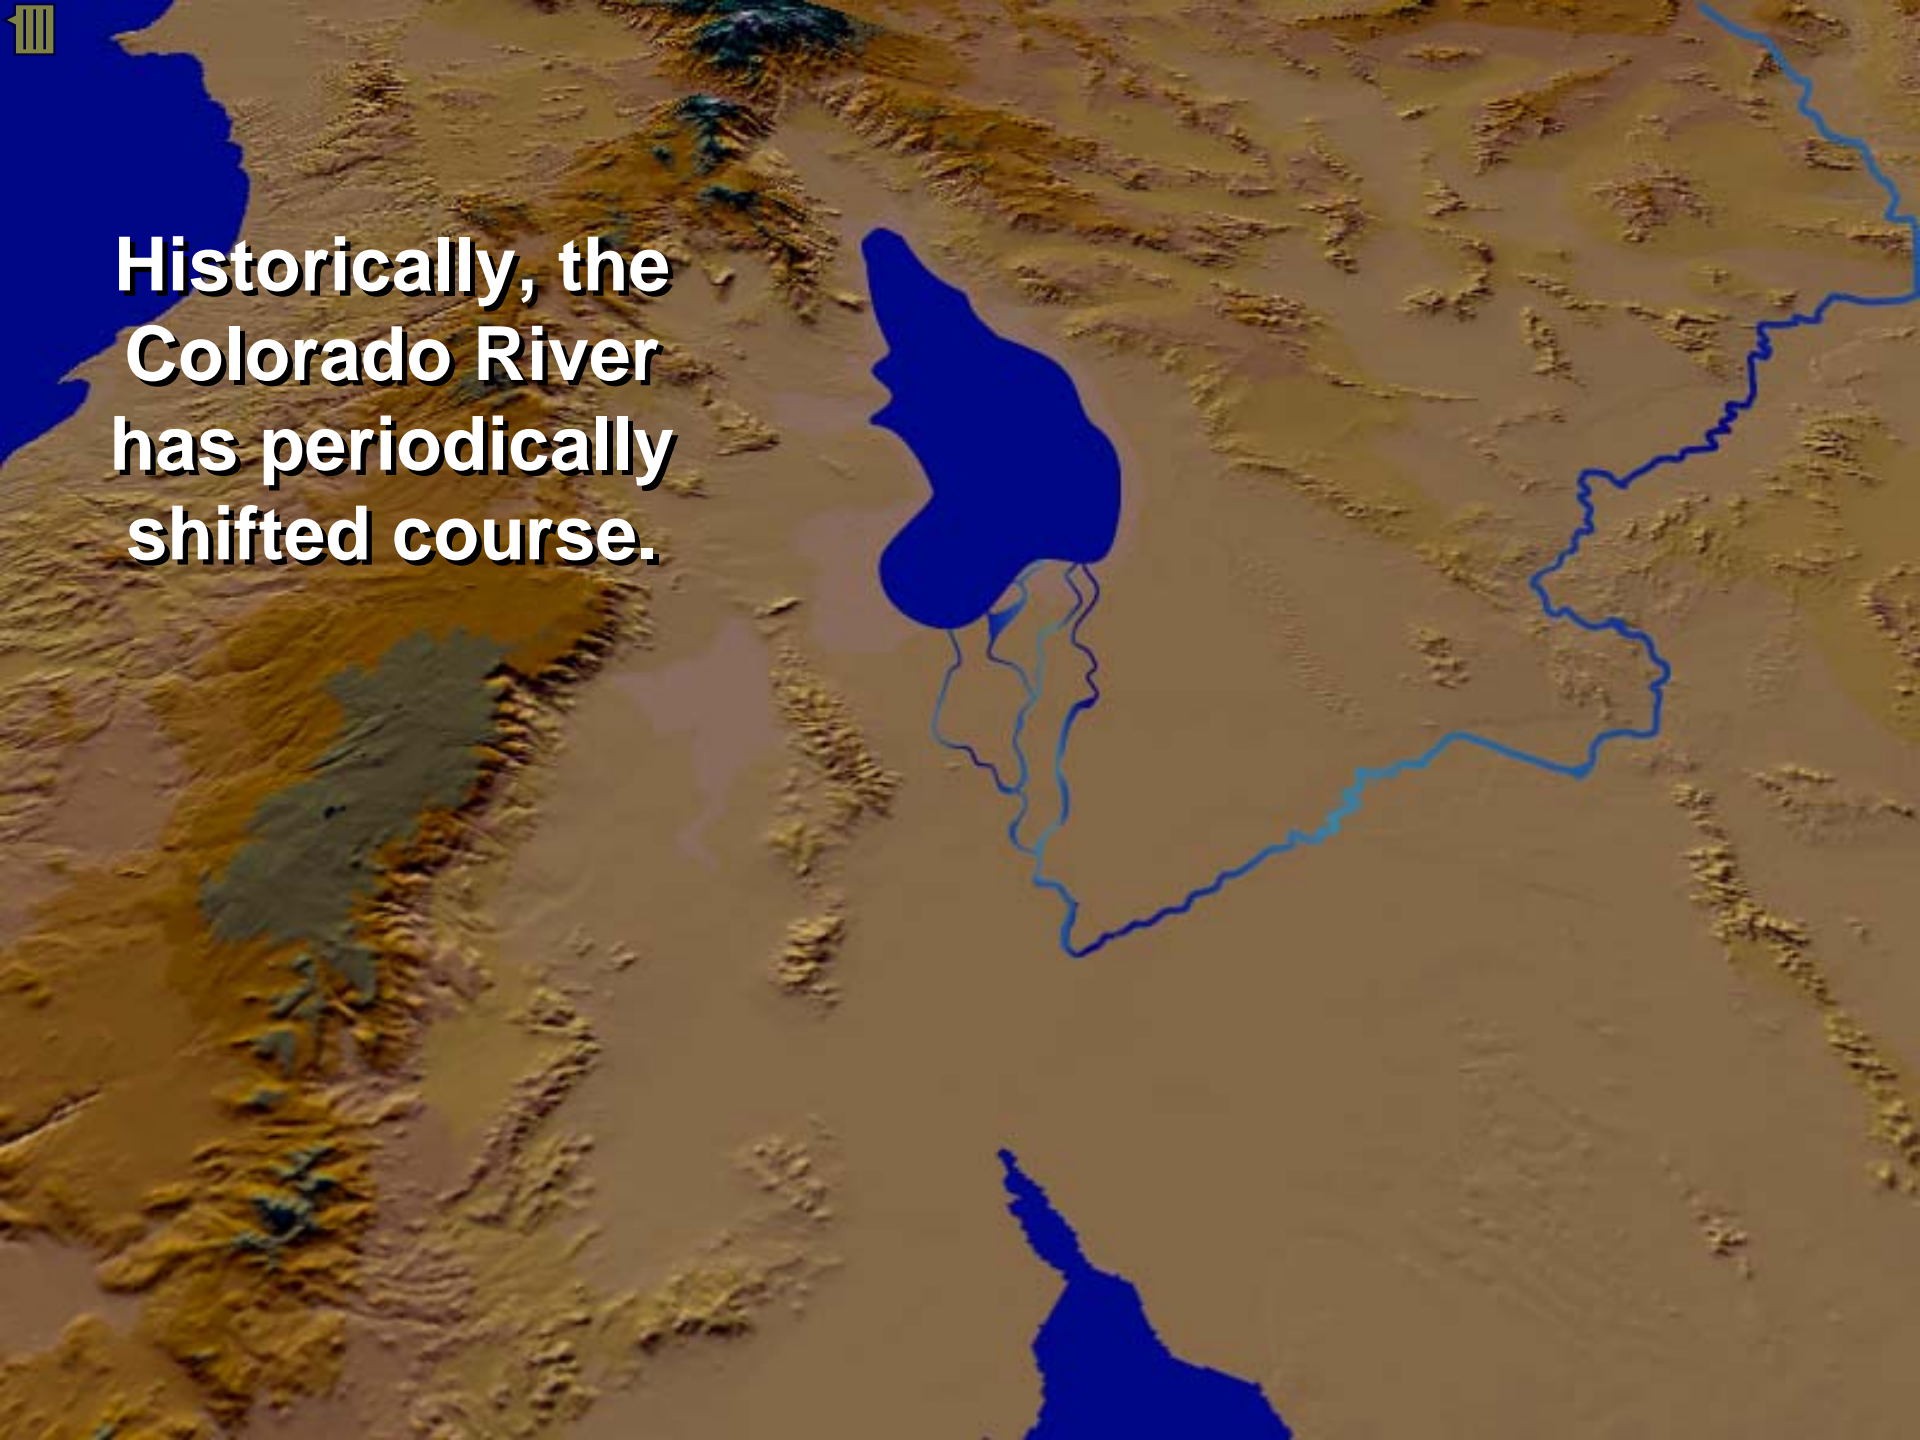 Historically, the
Colorado River
has periodically
shifted course.